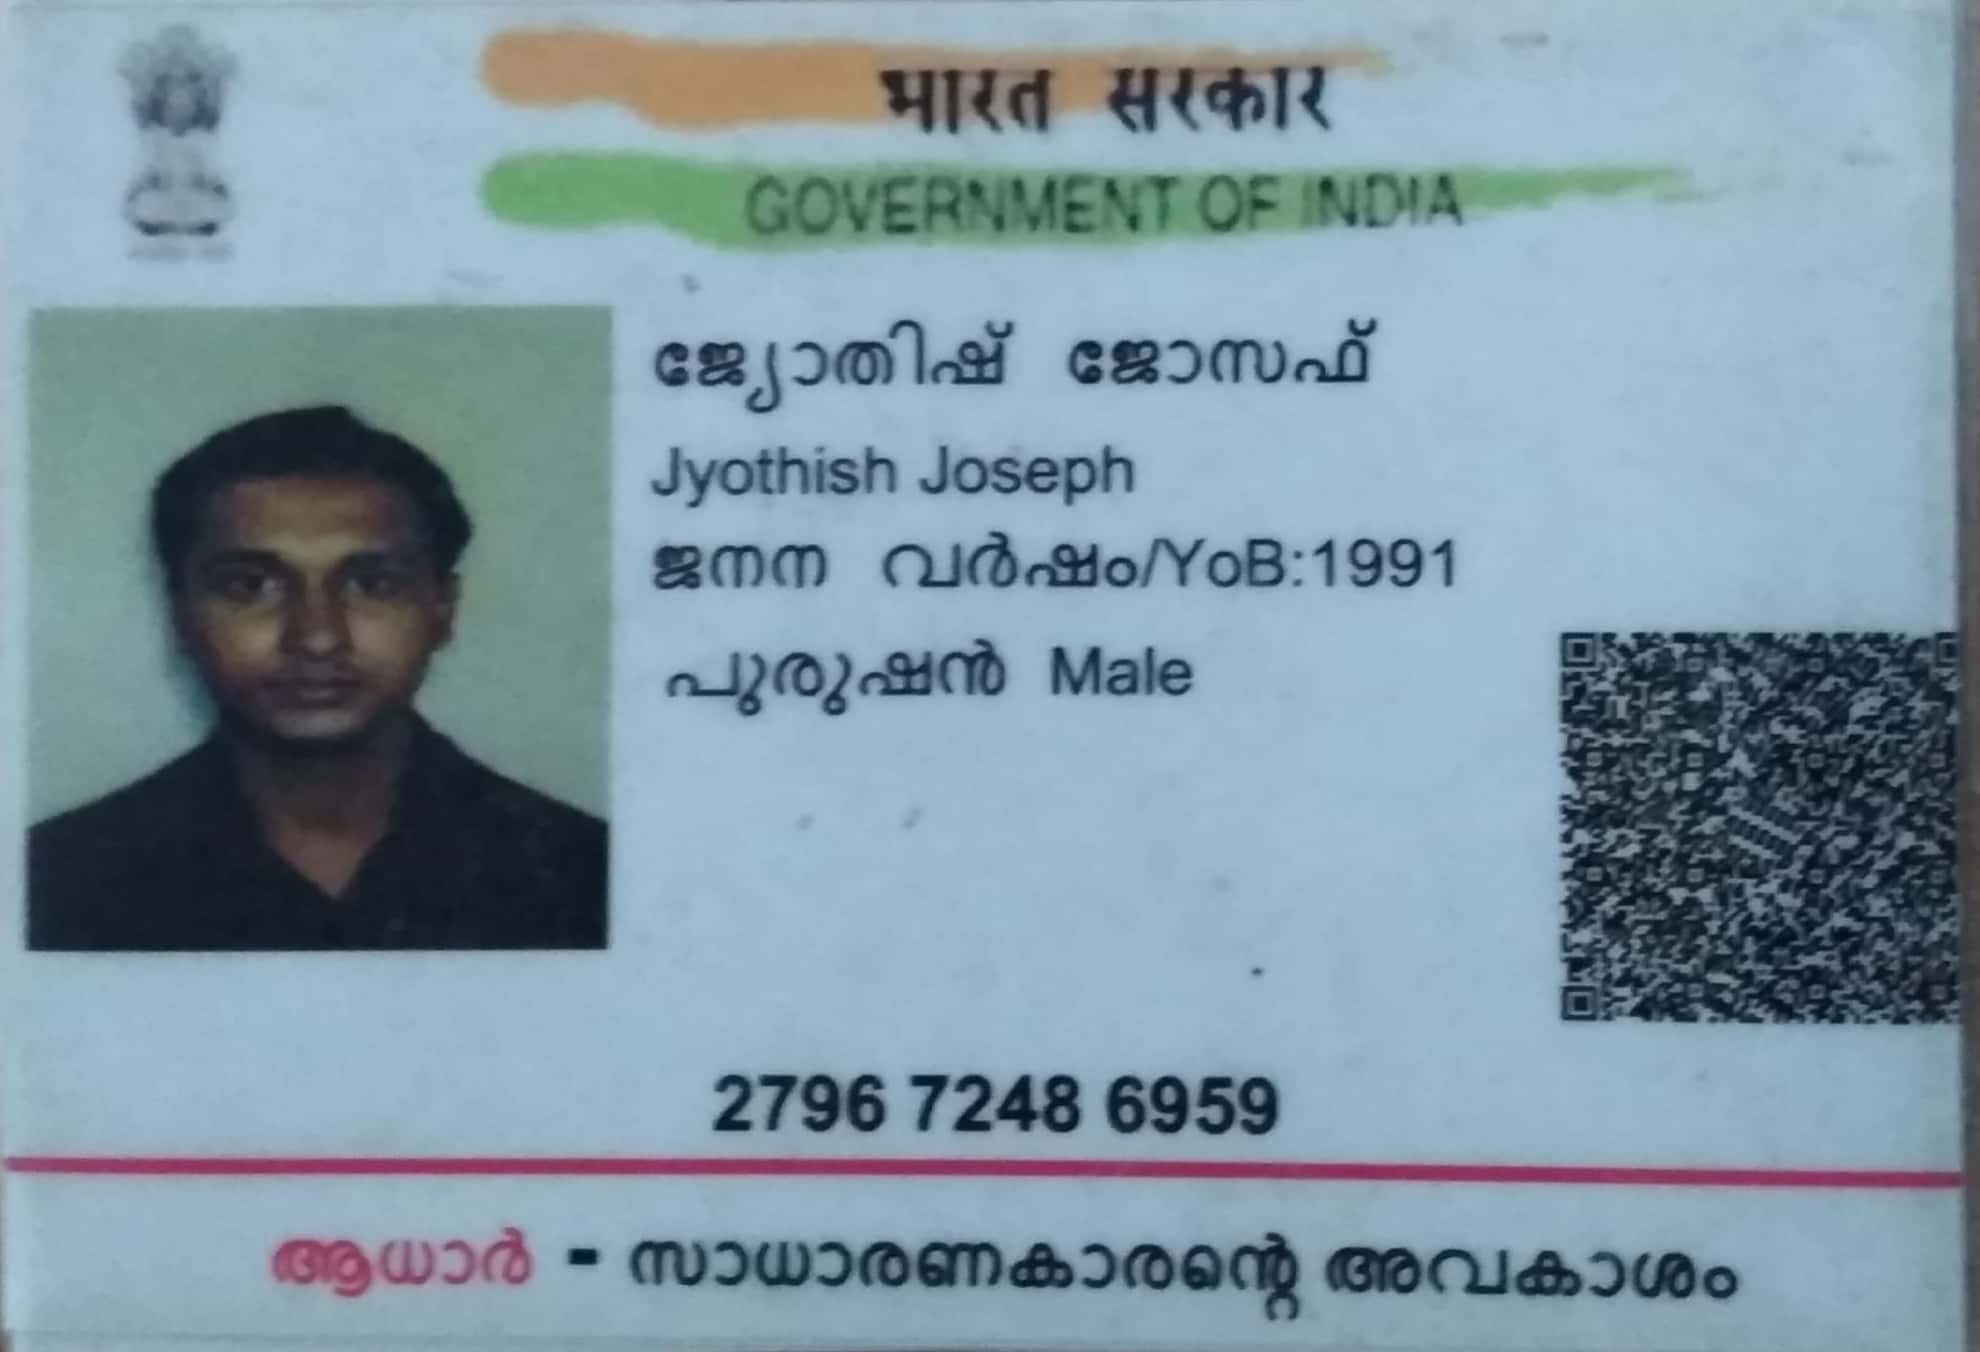 भारत सरकार
GOVERNMENT OF INDIA
ജ്യോതിഷ് ജോസഫ്
Jyothish Joseph
ജനന വർഷം/YoB:1991
പുരുഷൻ Male
2796 7248 6959
ആധാർ - സാധാരണകാരന്റെ അവകാശം